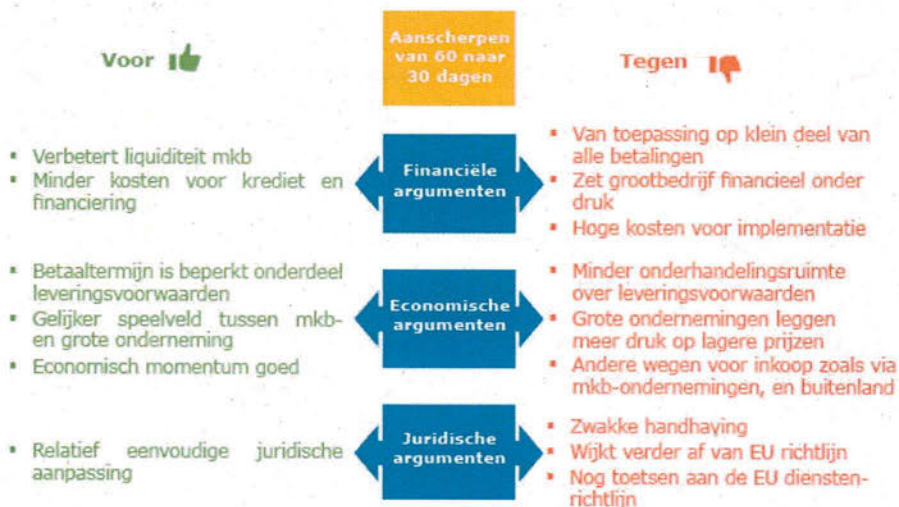 Aanscherpen
van 60 naar
30 dagen
Voor
Tegen
Financiële
argumenten
▪ Verbetert liquiditeit mkb
▪ Minder kosten voor krediet en
financiering
▪ Van toepassing op klein deel van
alle betalingen
▪ Zet grootbedrijf financieel onder
druk
▪ Hoge kosten voor implementatie
Economische
argumenten
▪ Betaaltermijn is beperkt onderdeel
leveringsvoorwaarden
▪ Gelijker speelveld tussen mkb-
en grote onderneming
▪ Economisch momentum goed
▪ Minder onderhandelingsruimte
over leveringsvoorwaarden
▪ Grote ondernemingen leggen
meer druk op lagere prijzen
▪ Andere wegen voor inkoop zoals via
mkb-ondernemingen, en buitenland
Juridische
argumenten
▪ Relatief eenvoudige juridische
aanpassing
▪ Zwakke handhaving
▪ Wijkt verder af van EU richtlijn
▪ Nog toetsen aan de EU diensten-
richtlijn